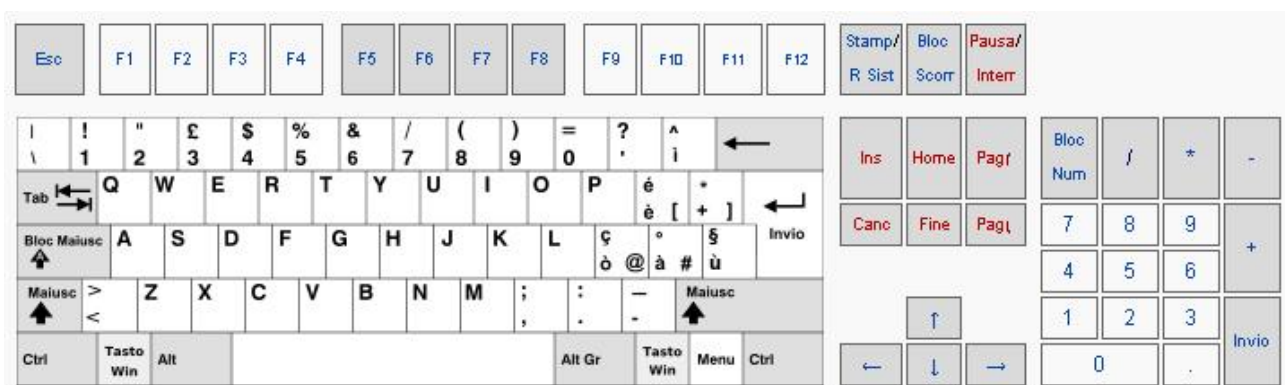 Esc F1 F2 F3 F4 F5 F6 F7 F8 F9 F10 F11 F12 Stamp/ Bloc Pausa/
R Sist Scorr Interr
| ! " £ $ % & / ( ) = ? ^
\ 1 2 3 4 5 6 7 8 9 0 ' ì
Ins Home Pag↑ Bloc Num / * -
Tab Q W E R T Y U I O P é *
è [ + ]
Invio
Canc Fine Pag↓ 7 8 9 +
Bloc Maiusc A S D F G H J K L ç ° §
ò @ à # ù
4 5 6
Maiusc > Z X C V B N M ; : _ Maiusc
< , . -
↑ 1 2 3 Invio
Ctrl Tasto Win Alt Alt Gr Tasto Win Menu Ctrl
← ↓ → 0 .